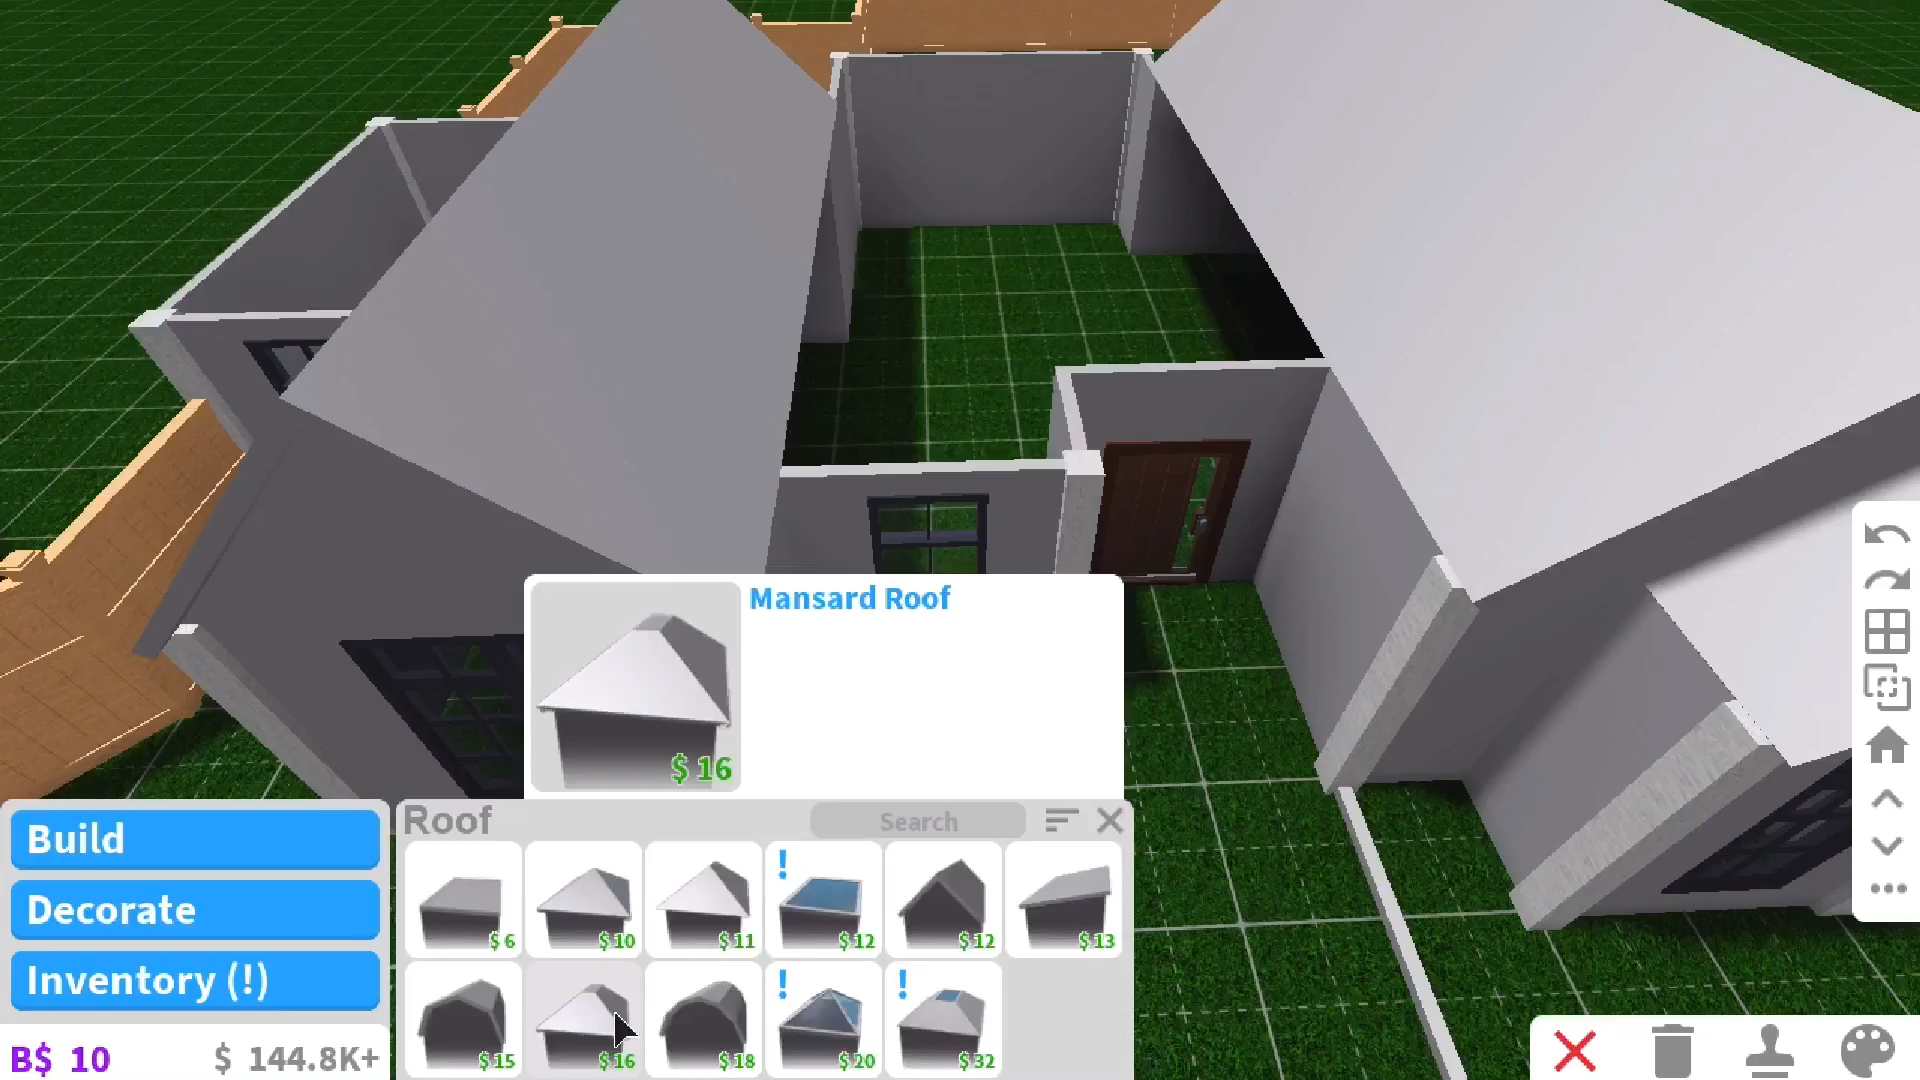 Mansard Roof
$ 16
Build
Decorate
Inventory (!)
B$ 10
$ 144.8K+
Roof
Search
$ 6
$ 10
$ 11
!
$ 12
$ 12
$ 13
$ 15
$ 16
$ 18
!
$ 20
!
$ 32